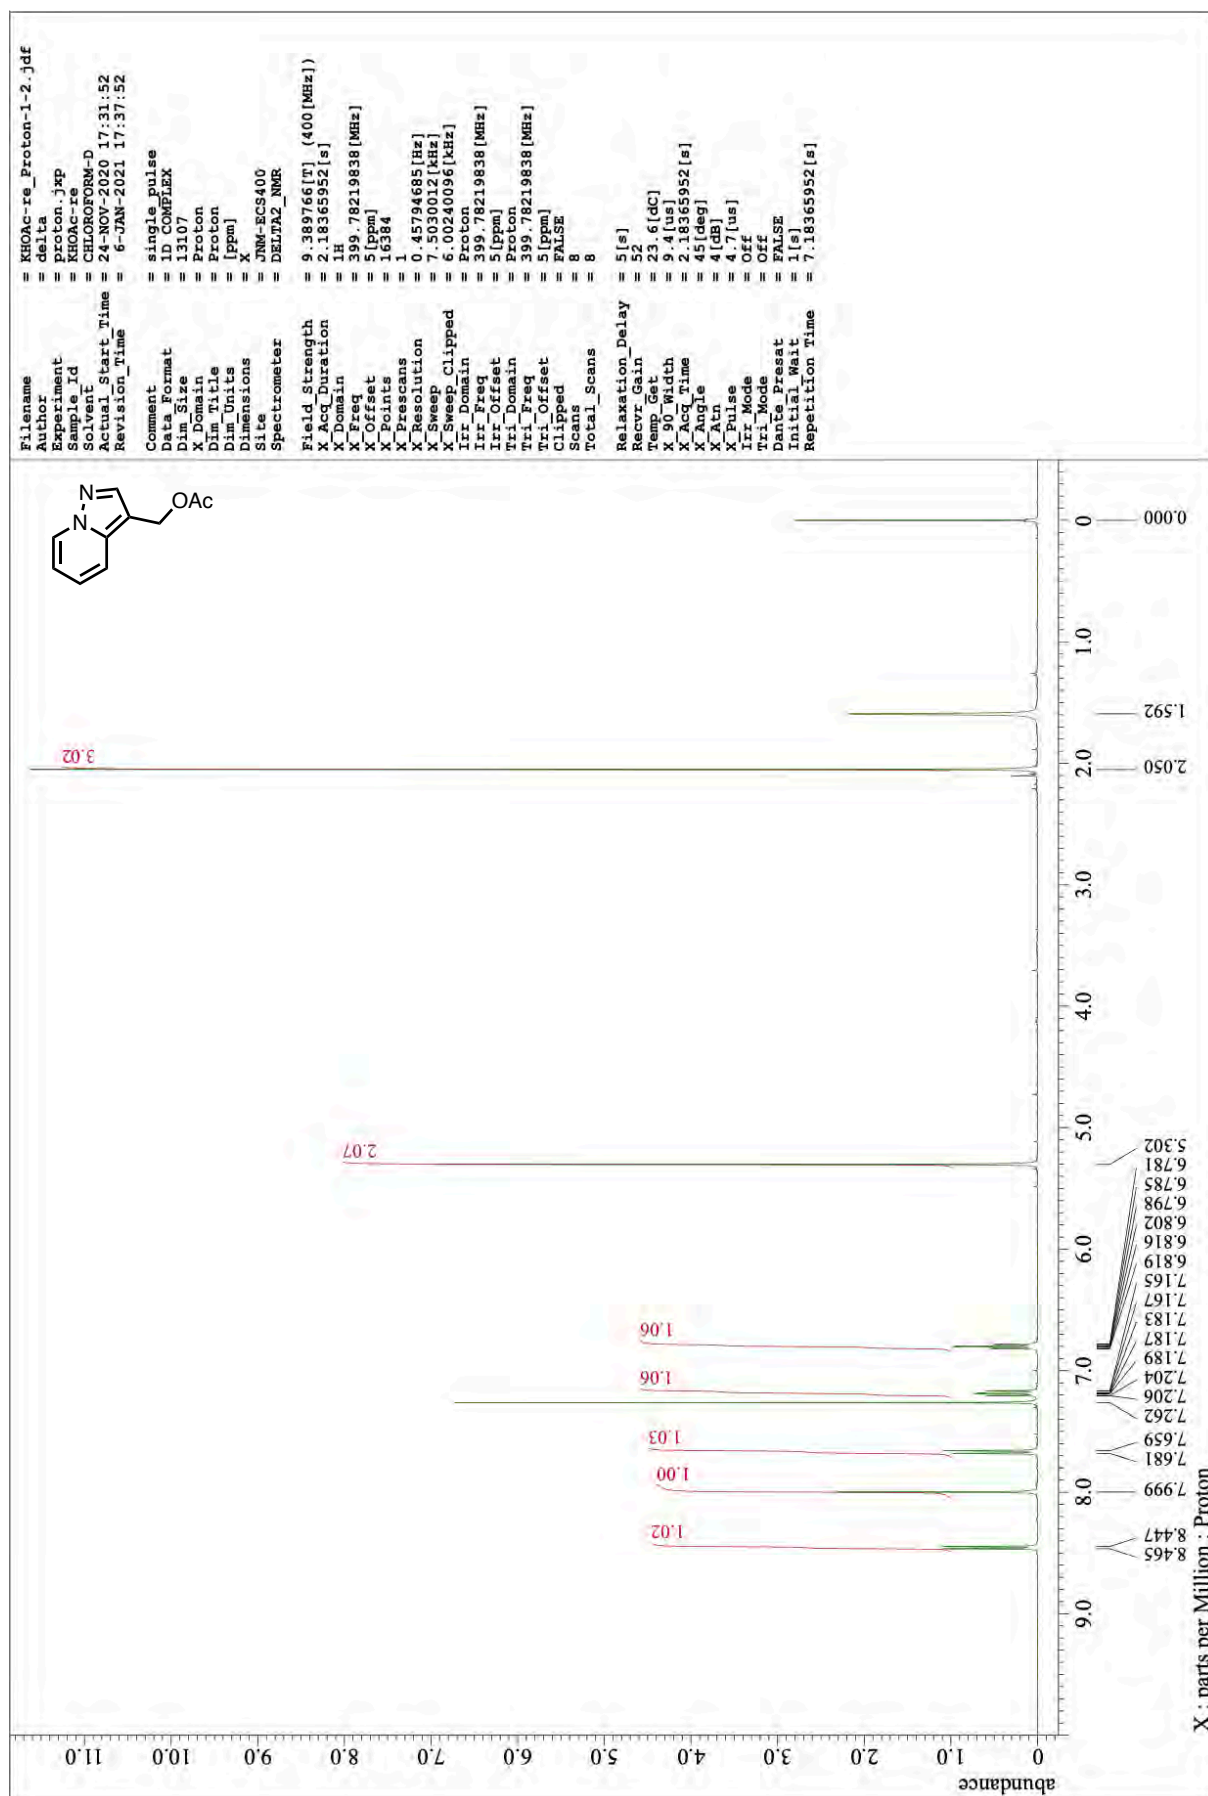 Filename = KHOAc-re_Proton-1-2.jdf
Author = delta
Experiment = proton.jxp
Sample_Id = KHOAc-re
Solvent = CHLOROFORM-D
Actual_Start_Time = 24-NOV-2020 17:31:52
Revision_Time = 6-JAN-2021 17:37:52
Comment = single_pulse
Data_Format = 1D COMPLEX
Dim_Size = 13107
X_Domain = Proton
Dim_Title = Proton
Dim_Units = [ppm]
Dimensions = X
Site = JNM-ECS400
Spectrometer = DELTA2_NMR
Field_Strength = 9.389766[T] (400[MHz])
X_Acq_Duration = 2.18365952[s]
X_Domain = 1H
X_Freq = 399.78219838[MHz]
X_Offset = 5[ppm]
X_Points = 16384
X_Prescans = 1
X_Resolution = 0.45794685[Hz]
X_Sweep = 7.5030012[kHz]
X_Sweep_Clipped = 6.00240096[kHz]
Irr_Domain = Proton
Irr_Freq = 399.78219838[MHz]
Irr_Offset = 5[ppm]
Tri_Domain = Proton
Tri_Freq = 399.78219838[MHz]
Tri_Offset = 5[ppm]
Clipped = FALSE
Scans = 8
Total_Scans = 8
Relaxation_Delay = 5[s]
Recvr_Gain = 52
Temp_Get = 23.6[dC]
X_90_Width = 9.4[us]
X_Acq_Time = 2.18365952[s]
X_Angle = 45[deg]
X_Atn = 4[dB]
X_Pulse = 4.7[us]
Irr_Mode = Off
Tri_Mode = Off
Dante_Presat = FALSE
Initial_Wait = 1[s]
Repetition_Time = 7.18365952[s]
N
N
OAc
abundance
11.0
10.0
9.0
8.0
7.0
6.0
5.0
4.0
3.0
2.0
1.0
0
1.02
1.00
1.03
1.06
1.06
2.07
3.02
9.0
8.0
7.0
6.0
5.0
4.0
3.0
2.0
1.0
0
8.465
8.447
7.999
7.681
7.659
7.262
7.206
7.204
7.189
7.187
7.183
7.167
7.165
6.819
6.816
6.802
6.798
6.785
6.781
5.302
2.050
1.592
0.000
X : parts per Million : Proton